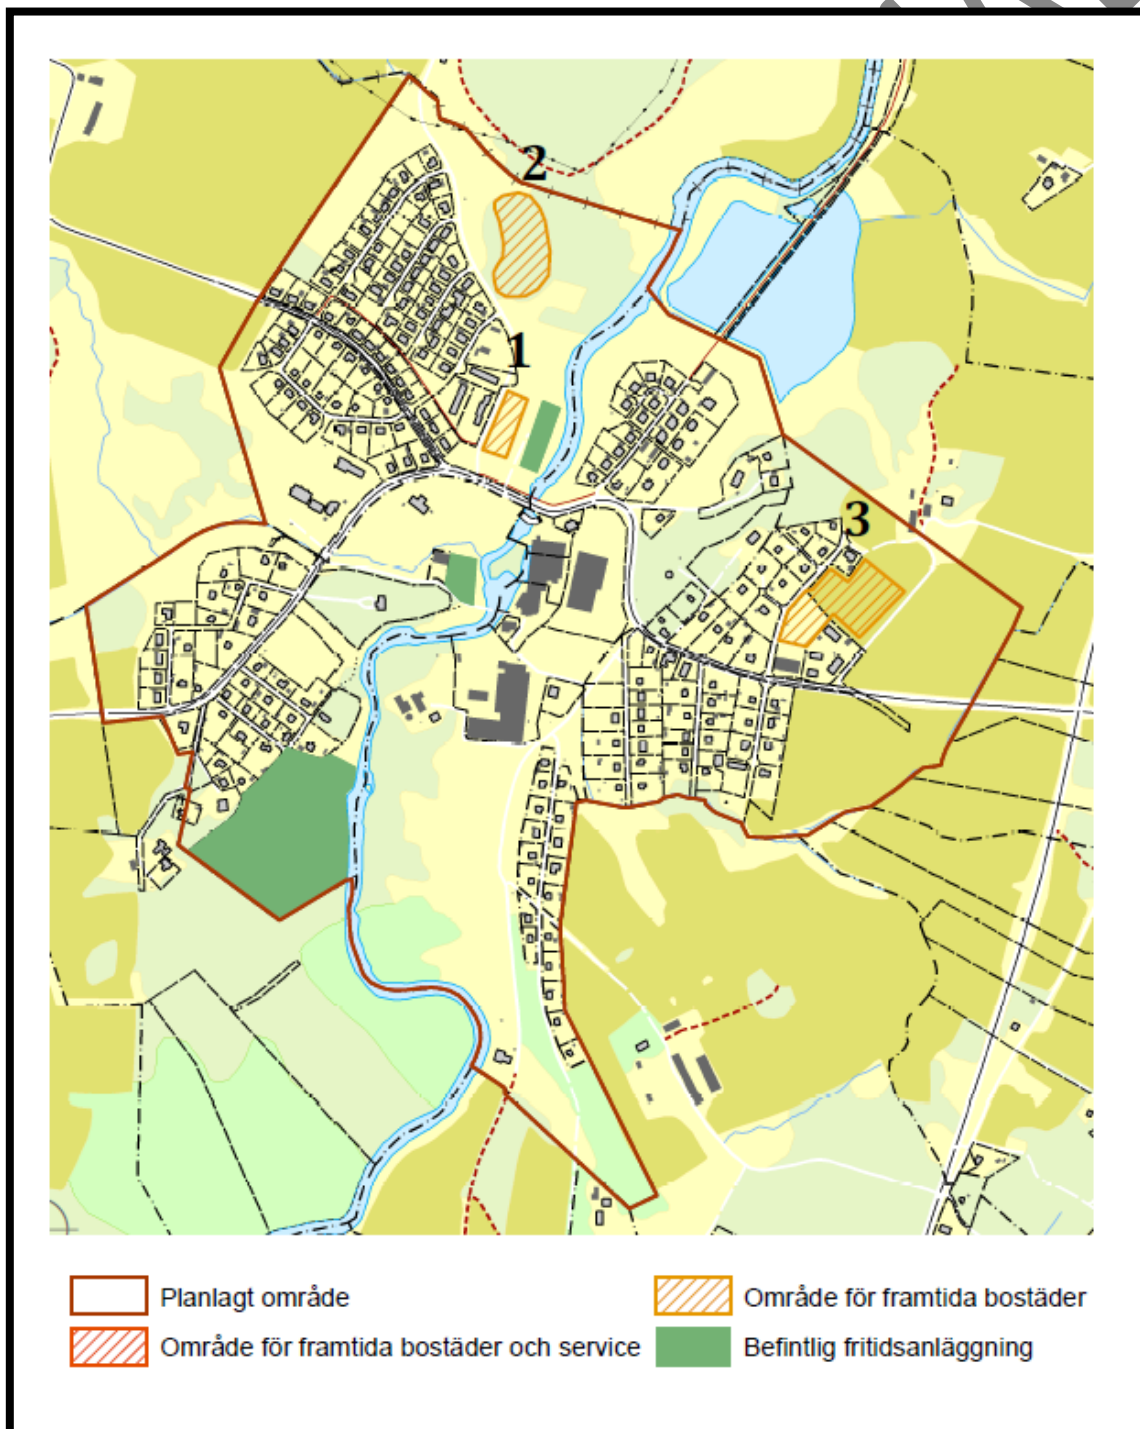 2
1
3
Planlagt område
Område för framtida bostäder
Område för framtida bostäder och service
Befintlig fritidsanläggning